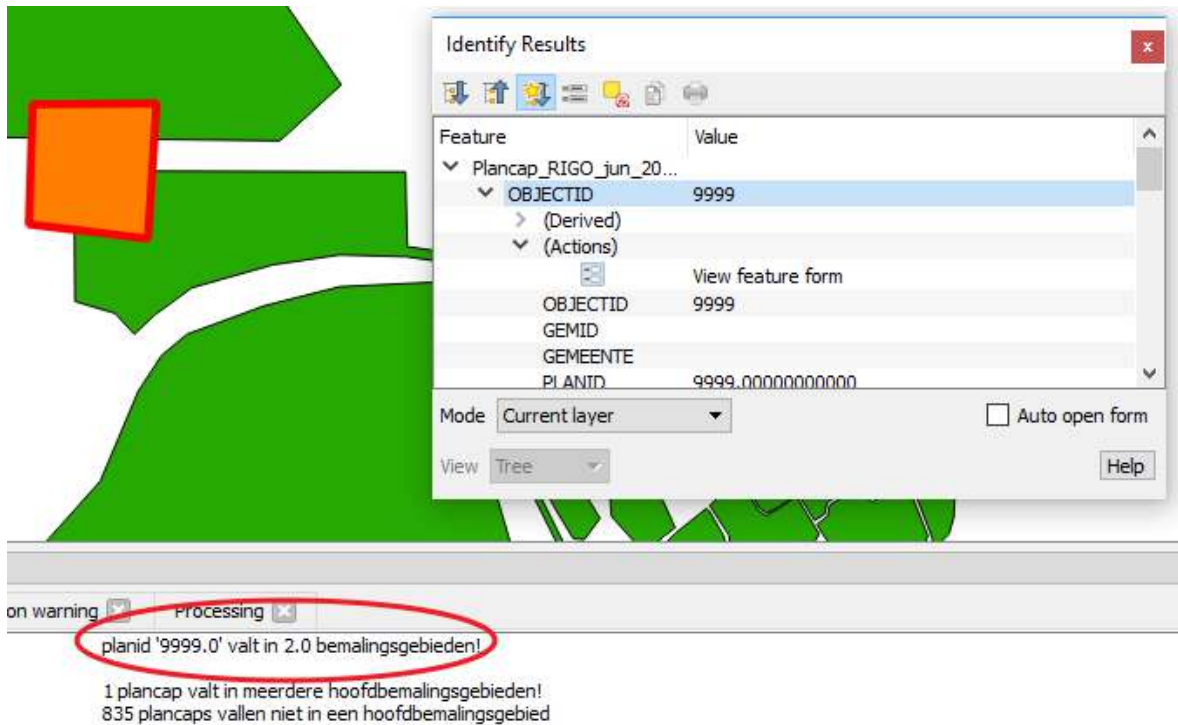 Identify Results
x
Feature Value
Plancap_RIGO_jun_20...
OBJECTID 9999
(Derived)
(Actions)
View feature form
OBJECTID 9999
GEMID
GEMEENTE
PLANID 9999.00000000000
Mode Current layer Auto open form
View Tree Help
on warning Processing
planid '9999.0' valt in 2.0 bemalingsgebieden!
1 plancap valt in meerdere hoofdbemalingsgebieden!
835 plancaps vallen niet in een hoofdbemalingsgebied